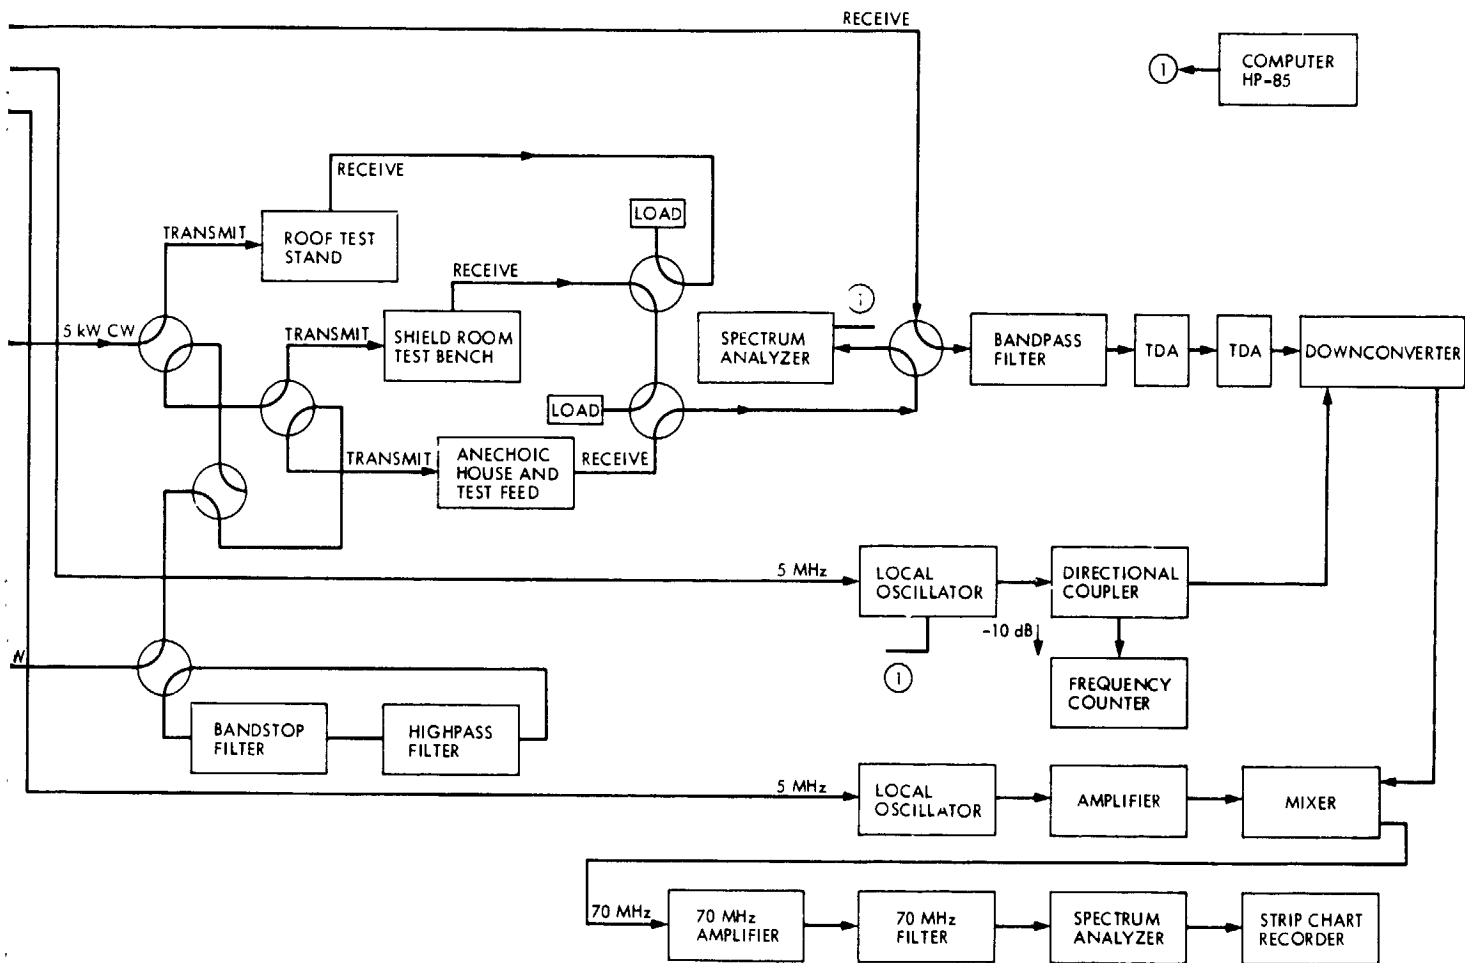 RECEIVE
1
COMPUTER
HP-85
RECEIVE
LOAD
TRANSMIT
ROOF TEST
STAND
RECEIVE
1
5 kW CW
TRANSMIT
SHIELD ROOM
TEST BENCH
SPECTRUM
ANALYZER
BANDPASS
FILTER
TDA
TDA
DOWNCONVERTER
LOAD
TRANSMIT
ANECHOIC
HOUSE AND
TEST FEED
RECEIVE
5 MHz
LOCAL
OSCILLATOR
DIRECTIONAL
COUPLER
-10 dB
1
FREQUENCY
COUNTER
BANDSTOP
FILTER
HIGHPASS
FILTER
5 MHz
LOCAL
OSCILLATOR
AMPLIFIER
MIXER
70 MHz
70 MHz
AMPLIFIER
70 MHz
FILTER
SPECTRUM
ANALYZER
STRIP CHART
RECORDER